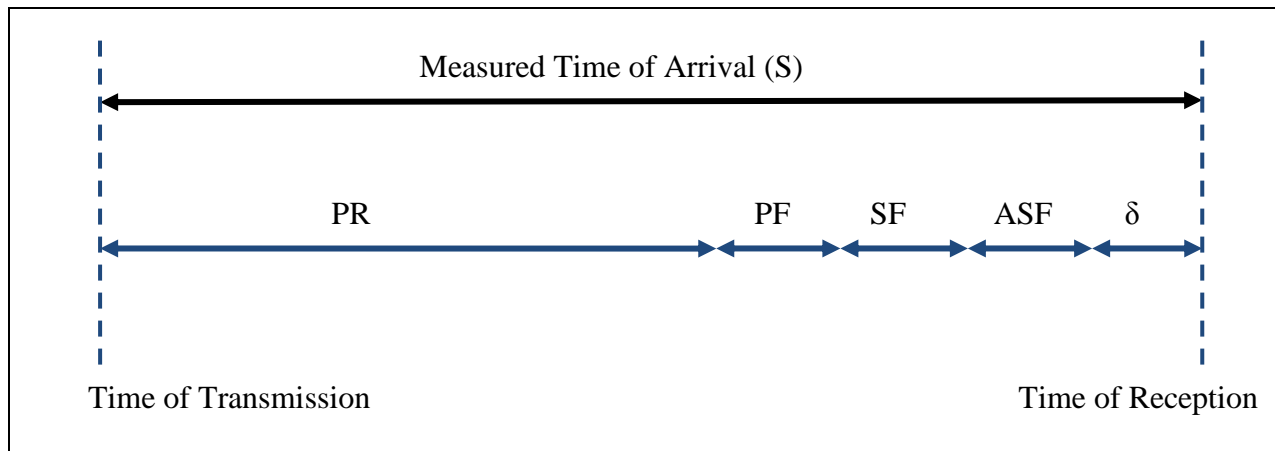 Measured Time of Arrival (S)
PR PF SF ASF δ
Time of Transmission Time of Reception